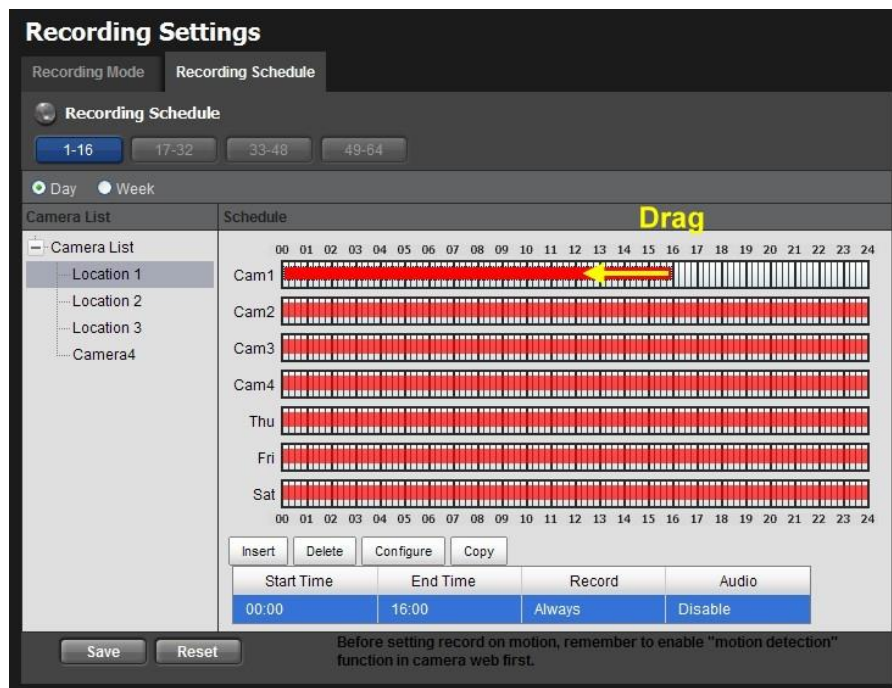 Recording Settings
Recording Mode Recording Schedule
Recording Schedule
1-16 17-32 33-48 49-64
Day Week
Camera List Schedule
Drag
Camera List
Location 1
Location 2
Location 3
Camera4
00 01 02 03 04 05 06 07 08 09 10 11 12 13 14 15 16 17 18 19 20 21 22 23 24
Cam1
Cam2
Cam3
Cam4
Thu
Fri
Sat
00 01 02 03 04 05 06 07 08 09 10 11 12 13 14 15 16 17 18 19 20 21 22 23 24
Insert Delete Configure Copy
Start Time End Time Record Audio
00:00 16:00 Always Disable
Save Reset
Before setting record on motion, remember to enable "motion detection"
function in camera web first.